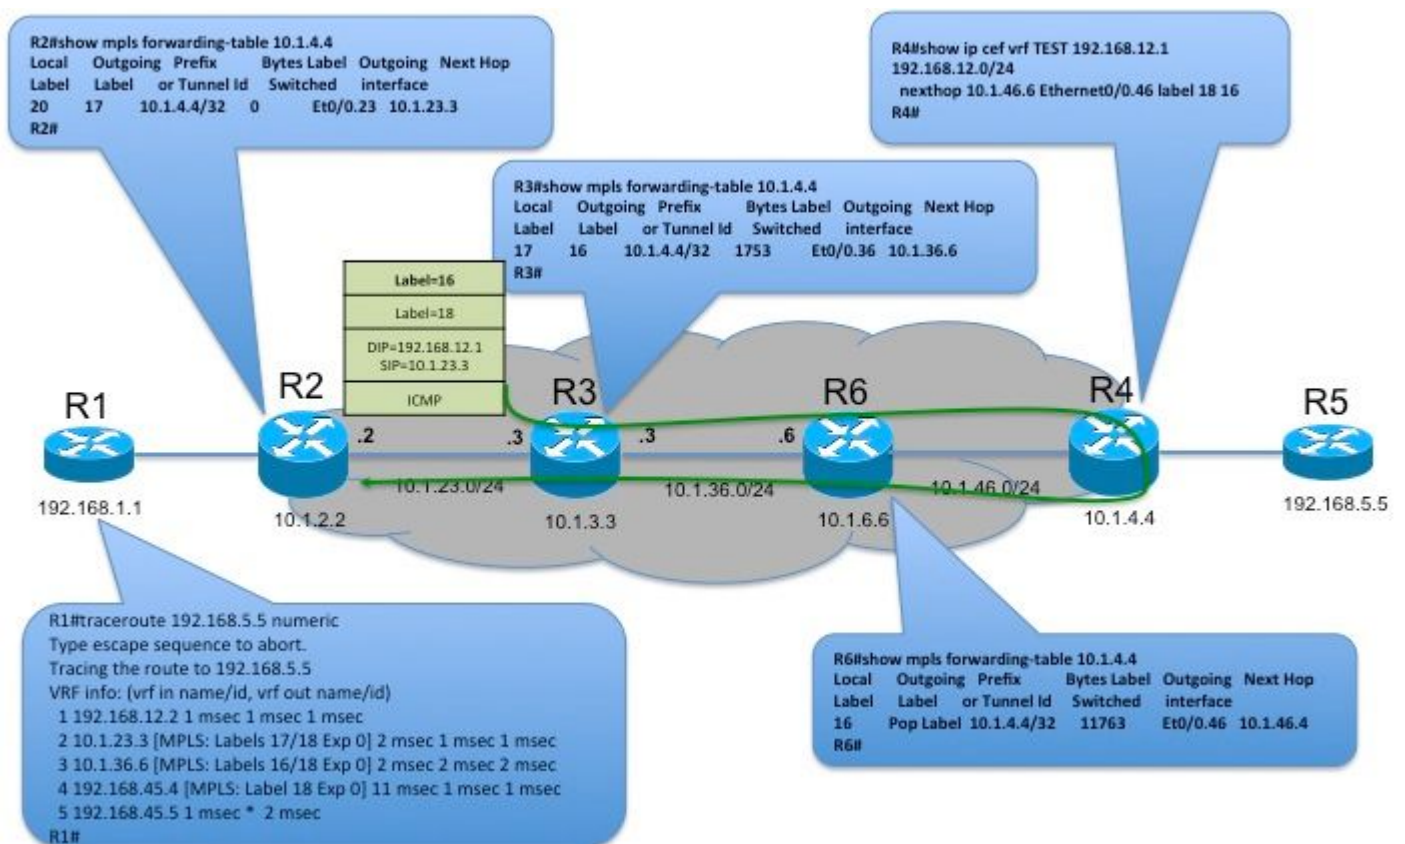 R2#show mpls forwarding-table 10.1.4.4
Local Outgoing Prefix Bytes Label Outgoing Next Hop
Label Label or Tunnel Id Switched interface
20 17 10.1.4.4/32 0 Et0/0.23 10.1.23.3
R2#
R4#show ip cef vrf TEST 192.168.12.1
192.168.12.0/24
nexthop 10.1.46.6 Ethernet0/0.46 label 18 16
R4#
R3#show mpls forwarding-table 10.1.4.4
Local Outgoing Prefix Bytes Label Outgoing Next Hop
Label Label or Tunnel Id Switched interface
17 16 10.1.4.4/32 1753 Et0/0.36 10.1.36.6
R3#
Label=16
Label=18
DIP=192.168.12.1
SIP=10.1.23.3
ICMP
R1
R2
R3
R6
R4
R5
.2
.3
.3
.6
192.168.1.1
10.1.2.2
10.1.23.0/24
10.1.3.3
10.1.36.0/24
10.1.6.6
10.1.46.0/24
10.1.4.4
192.168.5.5
R1#traceroute 192.168.5.5 numeric
Type escape sequence to abort.
Tracing the route to 192.168.5.5
VRF info: (vrf in name/id, vrf out name/id)
1 192.168.12.2 1 msec 1 msec 1 msec
2 10.1.23.3 [MPLS: Labels 17/18 Exp 0] 2 msec 1 msec 1 msec
3 10.1.36.6 [MPLS: Labels 16/18 Exp 0] 2 msec 2 msec 2 msec
4 192.168.45.4 [MPLS: Label 18 Exp 0] 11 msec 1 msec 1 msec
5 192.168.45.5 1 msec * 2 msec
R1#
R6#show mpls forwarding-table 10.1.4.4
Local Outgoing Prefix Bytes Label Outgoing Next Hop
Label Label or Tunnel Id Switched interface
16 Pop Label 10.1.4.4/32 11763 Et0/0.46 10.1.46.4
R6#